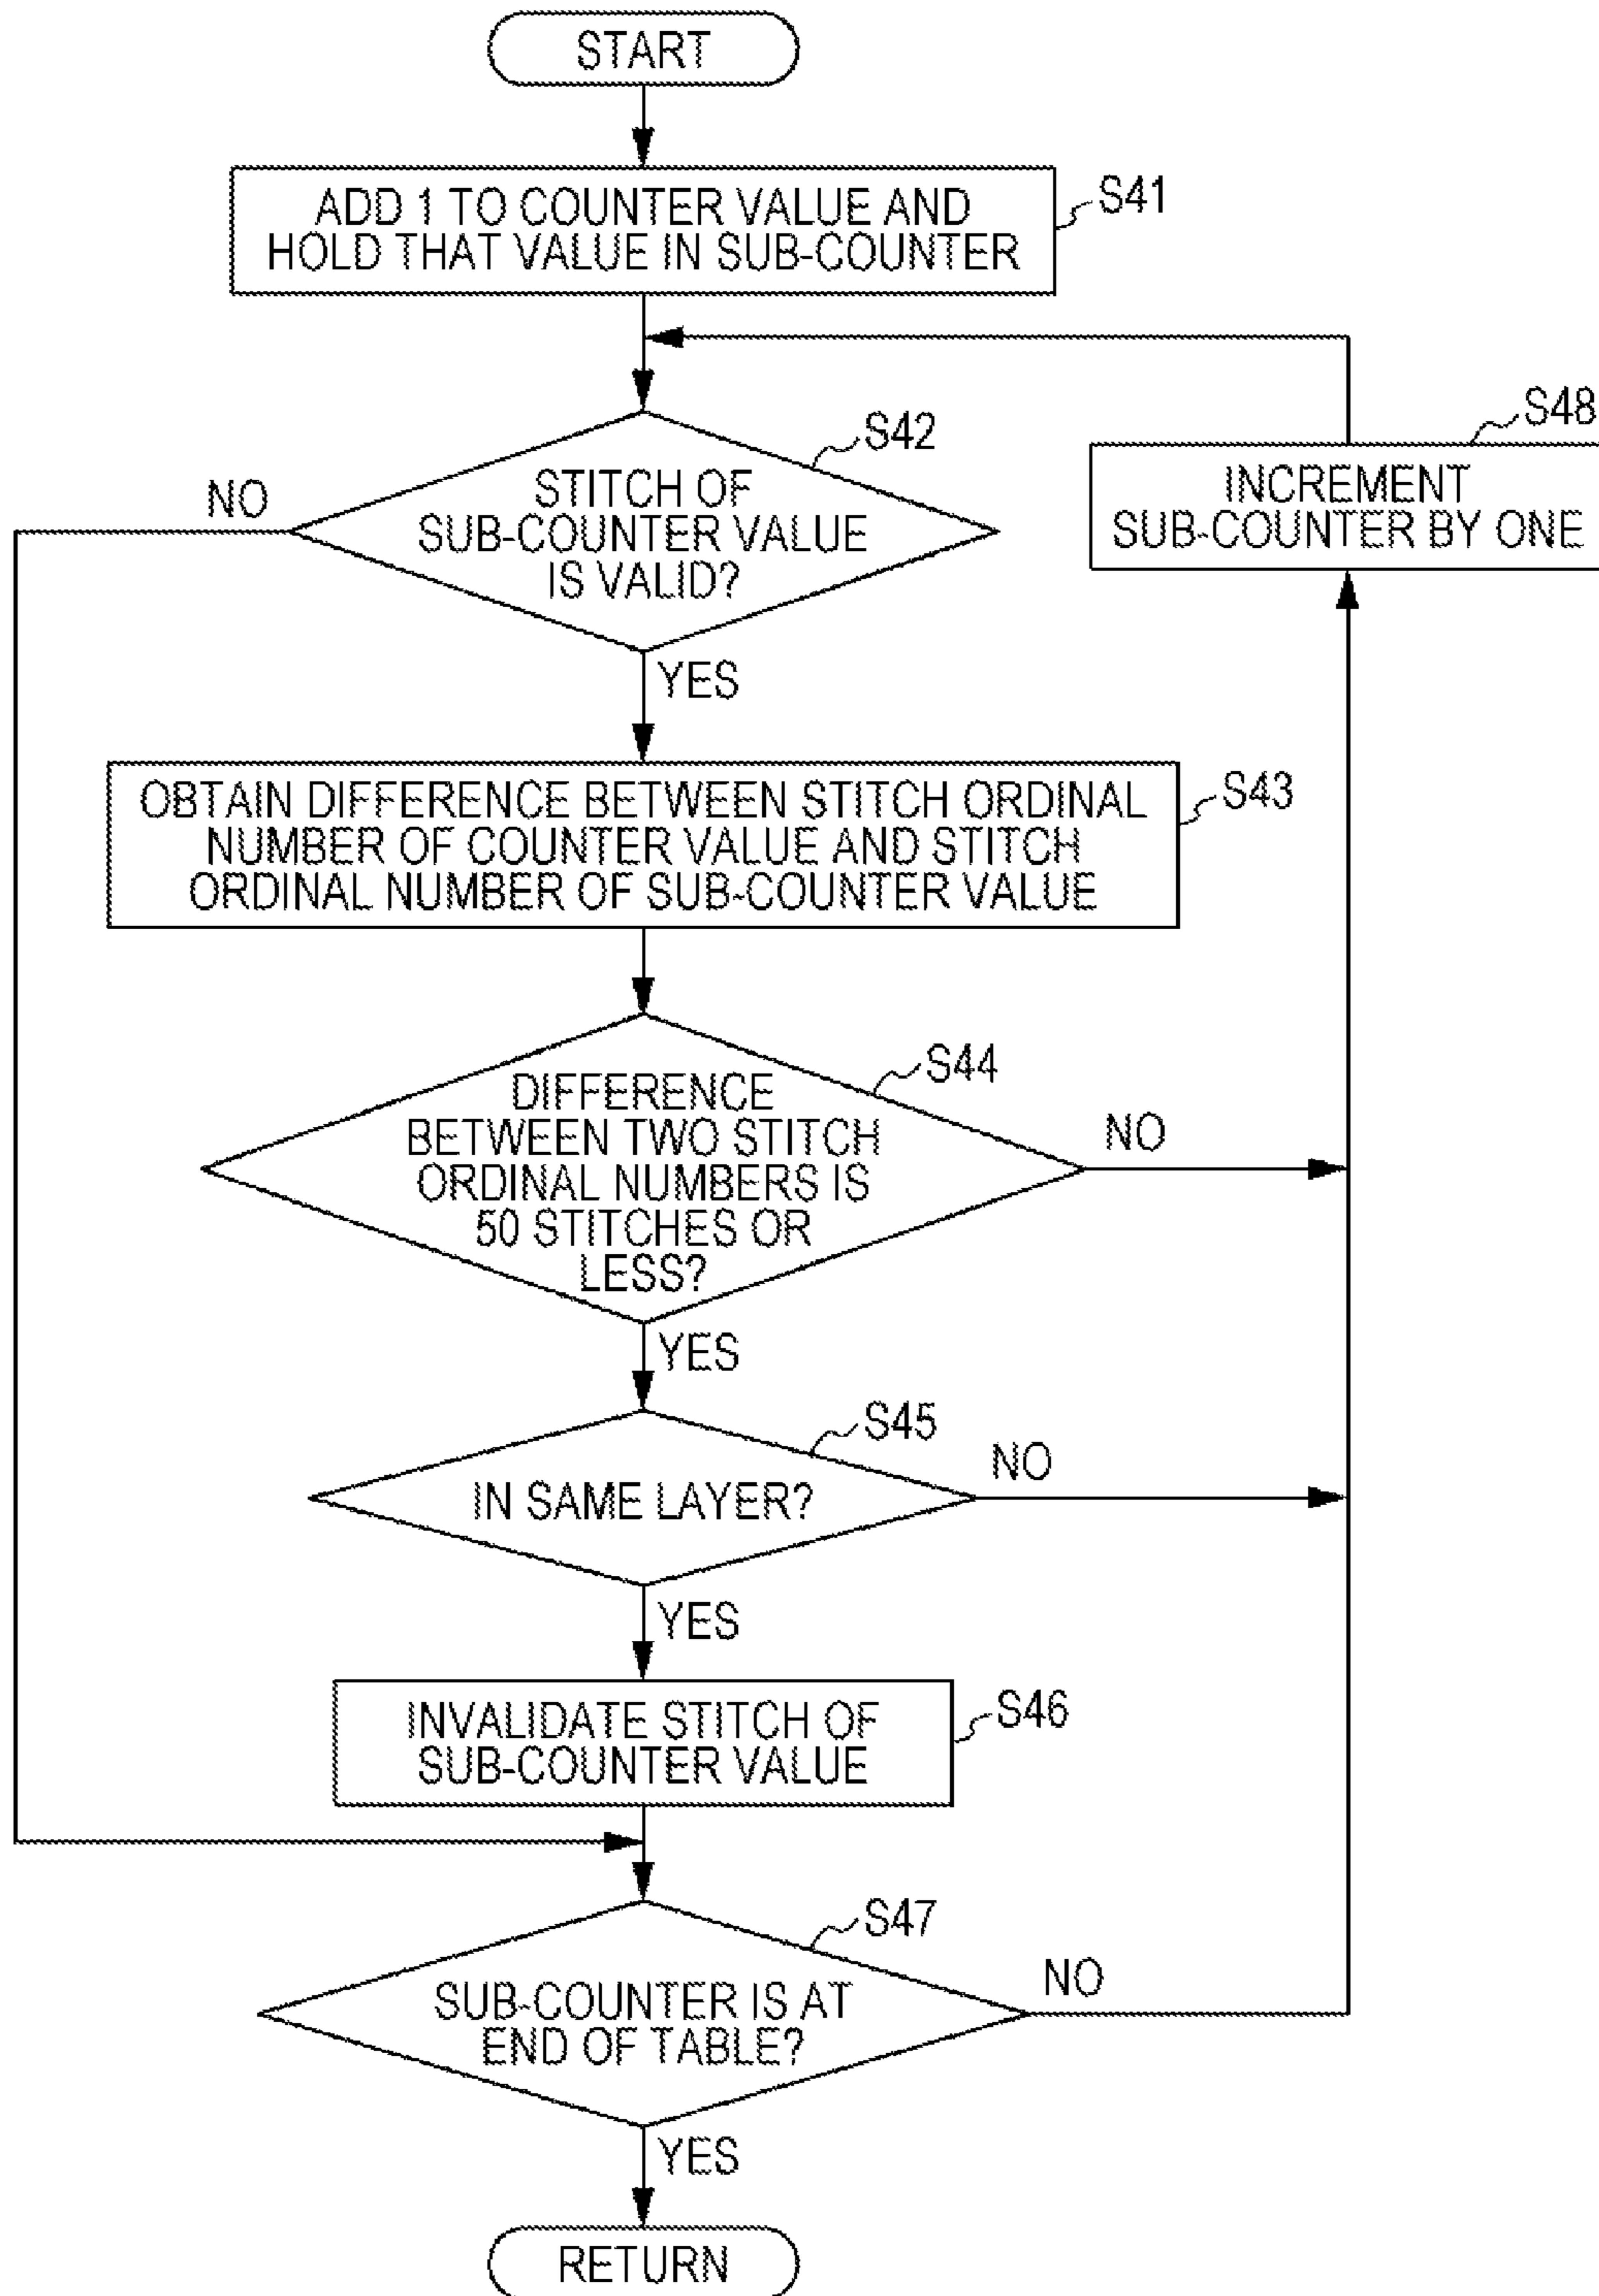 START
ADD 1 TO COUNTER VALUE AND
HOLD THAT VALUE IN SUB-COUNTER
S41
S42
STITCH OF
SUB-COUNTER VALUE
IS VALID?
NO
YES
S48
INCREMENT
SUB-COUNTER BY ONE
OBTAIN DIFFERENCE BETWEEN STITCH ORDINAL
NUMBER OF COUNTER VALUE AND STITCH
ORDINAL NUMBER OF SUB-COUNTER VALUE
S43
S44
DIFFERENCE
BETWEEN TWO STITCH
ORDINAL NUMBERS IS
50 STITCHES OR
LESS?
NO
YES
S45
IN SAME LAYER?
NO
YES
INVALIDATE STITCH OF
SUB-COUNTER VALUE
S46
S47
SUB-COUNTER IS AT
END OF TABLE?
NO
YES
RETURN